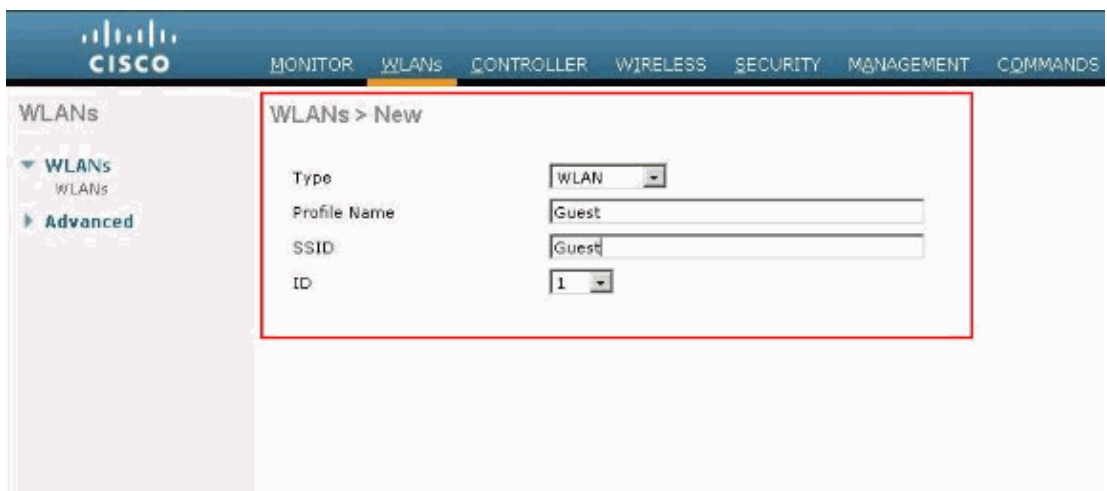 CISCO
MONITOR WLANs CONTROLLER WIRELESS SECURITY MANAGEMENT COMMANDS
WLANs
WLANs
WLANs
Advanced
WLANs > New
Type WLAN
Profile Name Guest
SSID Guest
ID 1